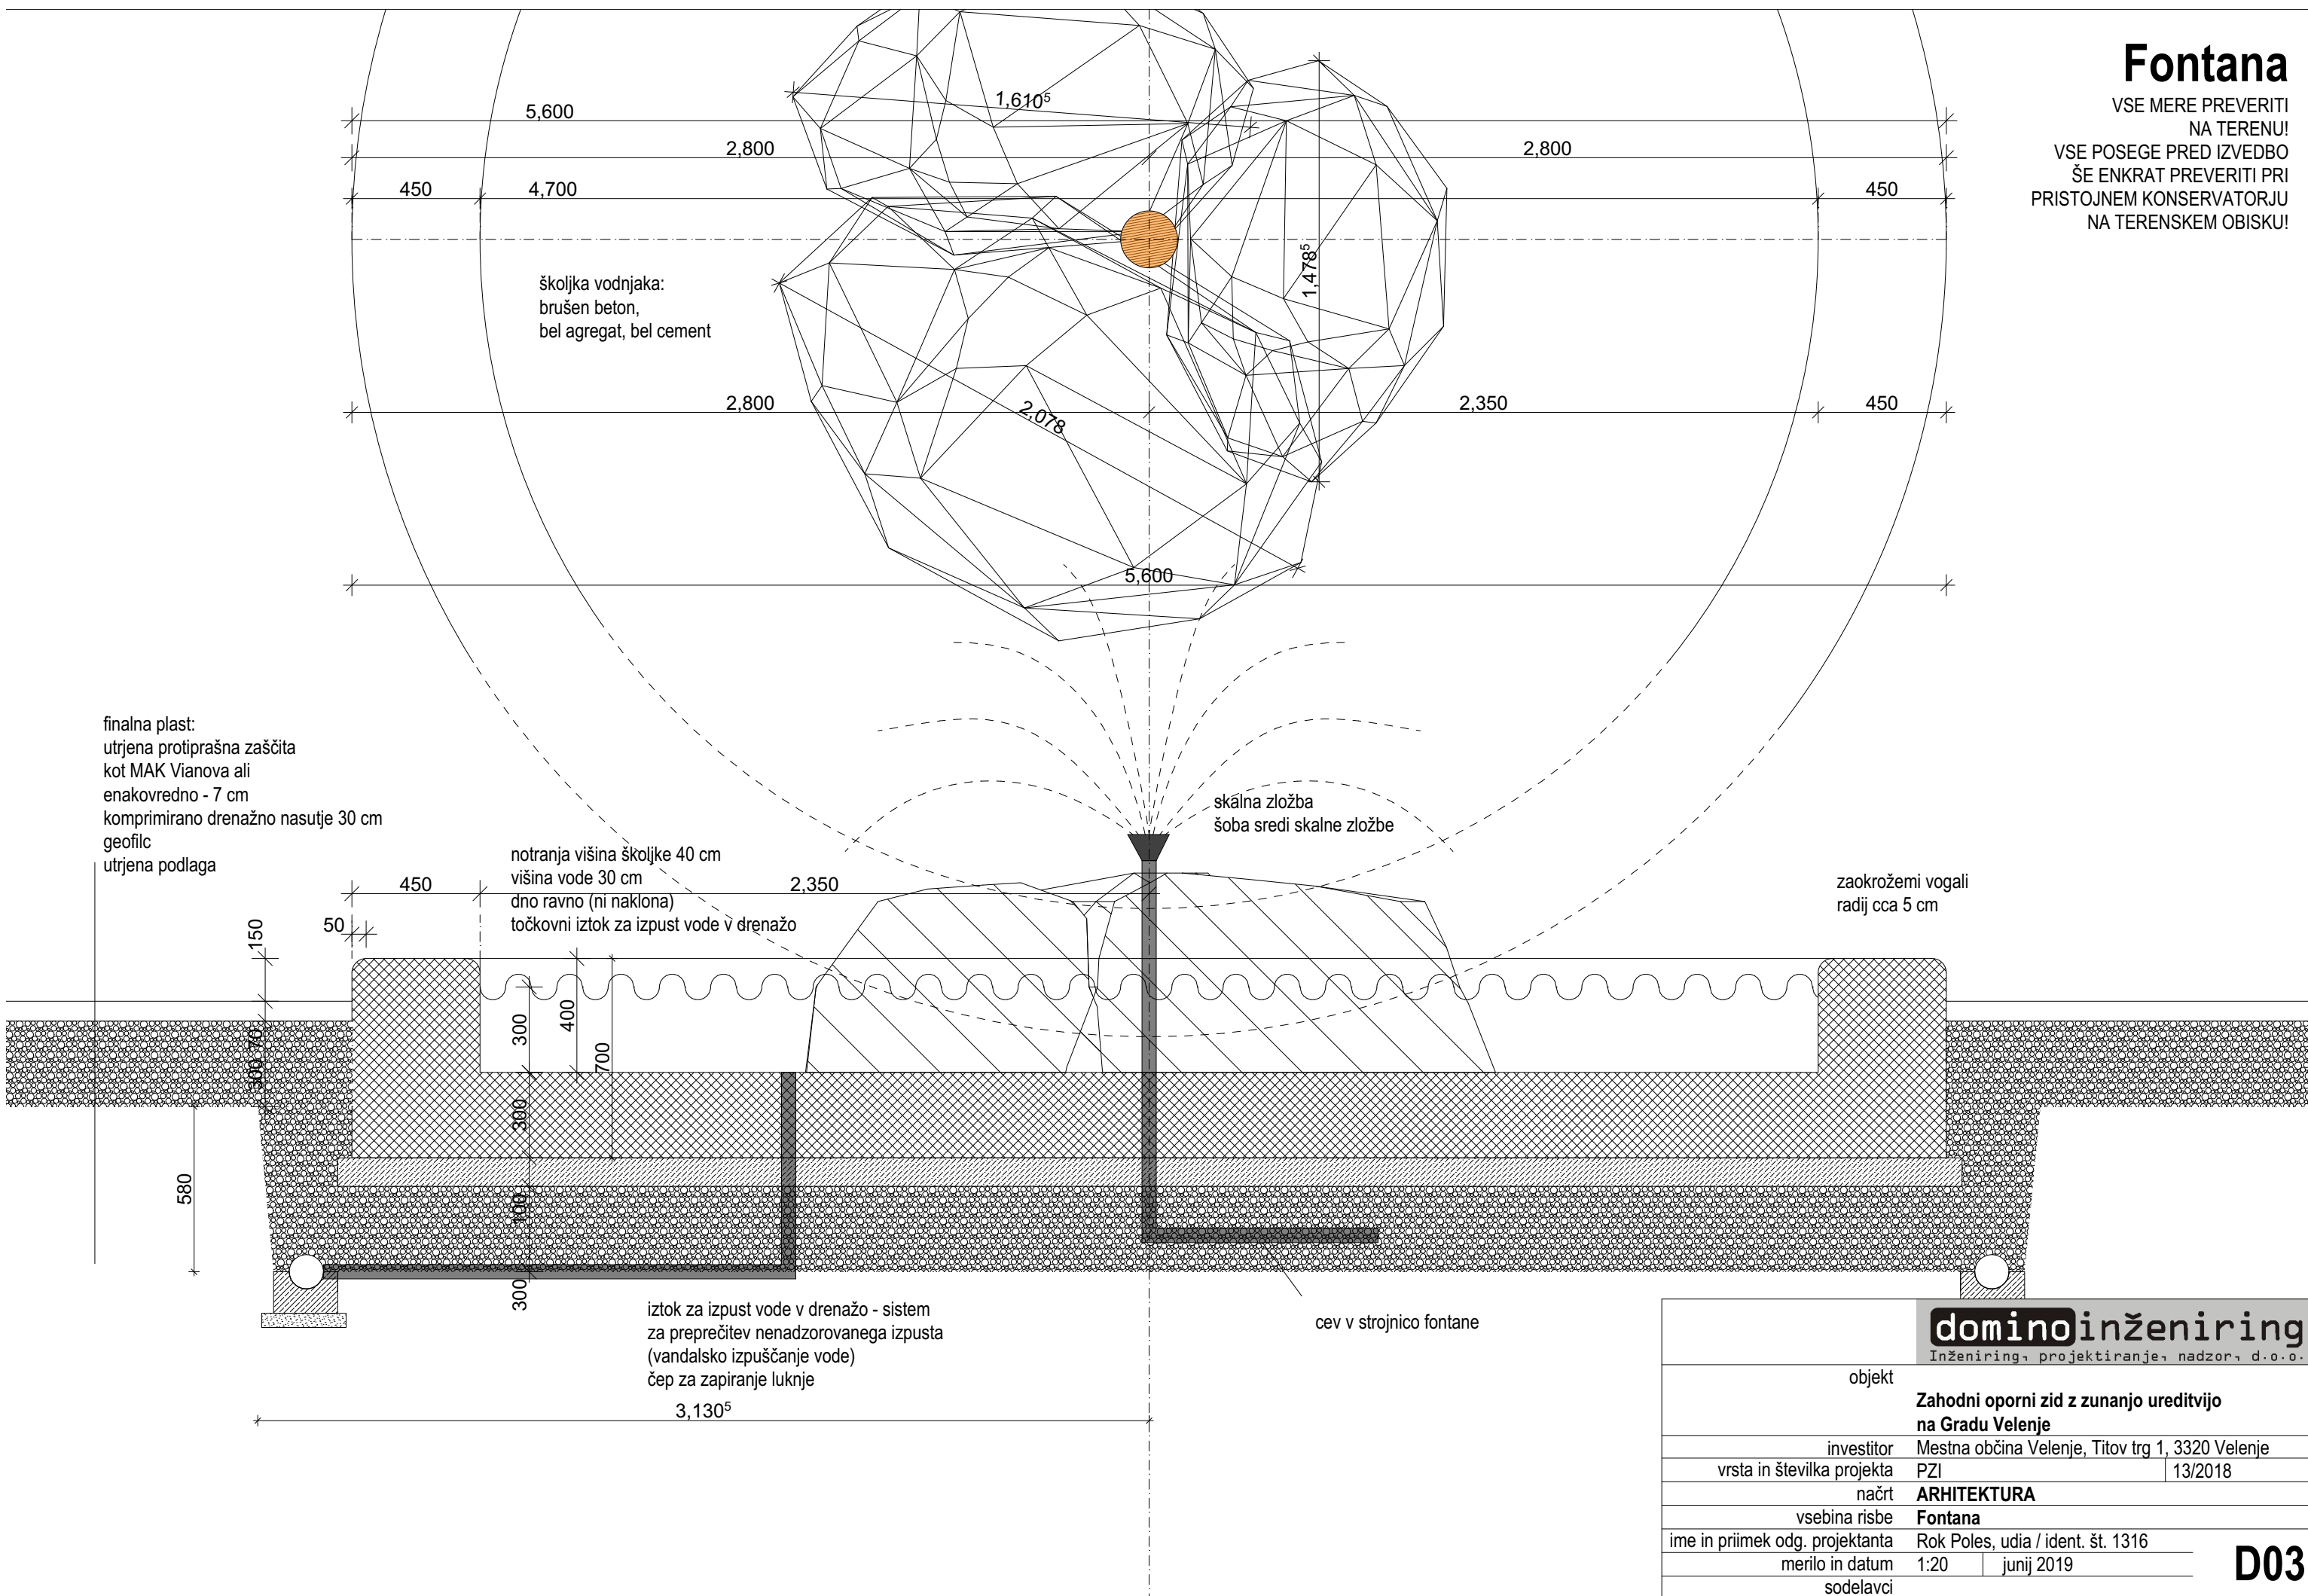 Fontana
VSE MERE PREVERITI
NA TERENU!
VSE POSEGE PRED IZVEDBO
ŠE ENKRAT PREVERITI PRI
PRISTOJNEM KONSERVATORJU
NA TERENSKEM OBISKU!
1,610⁵
5,600
2,800
2,800
450
4,700
450
1,478⁵
školjka vodnjaka:
brušen beton,
bel agregat, bel cement
2,800
2,078
2,350
450
5,600
finalna plast:
utrjena protiprašna zaščita
kot MAK Vianova ali
enakovredno - 7 cm
komprimirano drenažno nasutje 30 cm
geofilc
utrjena podlaga
skalna zložba
šoba sredi skalne zložbe
notranja višina školjke 40 cm
višina vode 30 cm
dno ravno (ni naklona)
točkovni iztok za izpust vode v drenažo
450
2,350
50
150
zaokrožemi vogali
radij cca 5 cm
300
400
700
70
300
300
580
100
300
iztok za izpust vode v drenažo - sistem
za preprečitev nenadzorovanega izpusta
(vandalsko izpuščanje vode)
čep za zapiranje luknje
cev v strojnico fontane
3,130⁵
dominoinženiring
Inženiring, projektiranje, nadzor, d.o.o.
objekt
Zahodni oporni zid z zunanjo ureditvijo
na Gradu Velenje
investitor Mestna občina Velenje, Titov trg 1, 3320 Velenje
vrsta in številka projekta PZI 13/2018
načrt ARHITEKTURA
vsebina risbe Fontana
ime in priimek odg. projektanta Rok Poles, udia / ident. št. 1316
merilo in datum 1:20 junij 2019
D03
sodelavci